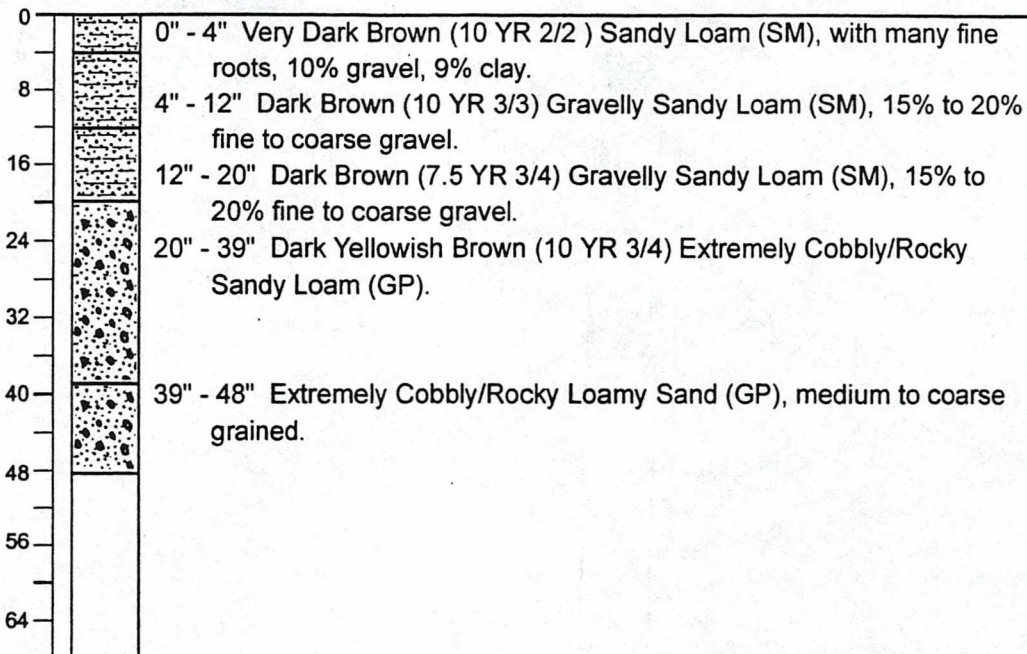 0
0" - 4" Very Dark Brown (10 YR 2/2 ) Sandy Loam (SM), with many fine
roots, 10% gravel, 9% clay.
8
4" - 12" Dark Brown (10 YR 3/3) Gravelly Sandy Loam (SM), 15% to 20%
fine to coarse gravel.
16
12" - 20" Dark Brown (7.5 YR 3/4) Gravelly Sandy Loam (SM), 15% to
20% fine to coarse gravel.
24
20" - 39" Dark Yellowish Brown (10 YR 3/4) Extremely Cobbly/Rocky
Sandy Loam (GP).
32
40
39" - 48" Extremely Cobbly/Rocky Loamy Sand (GP), medium to coarse
grained.
48
56
64